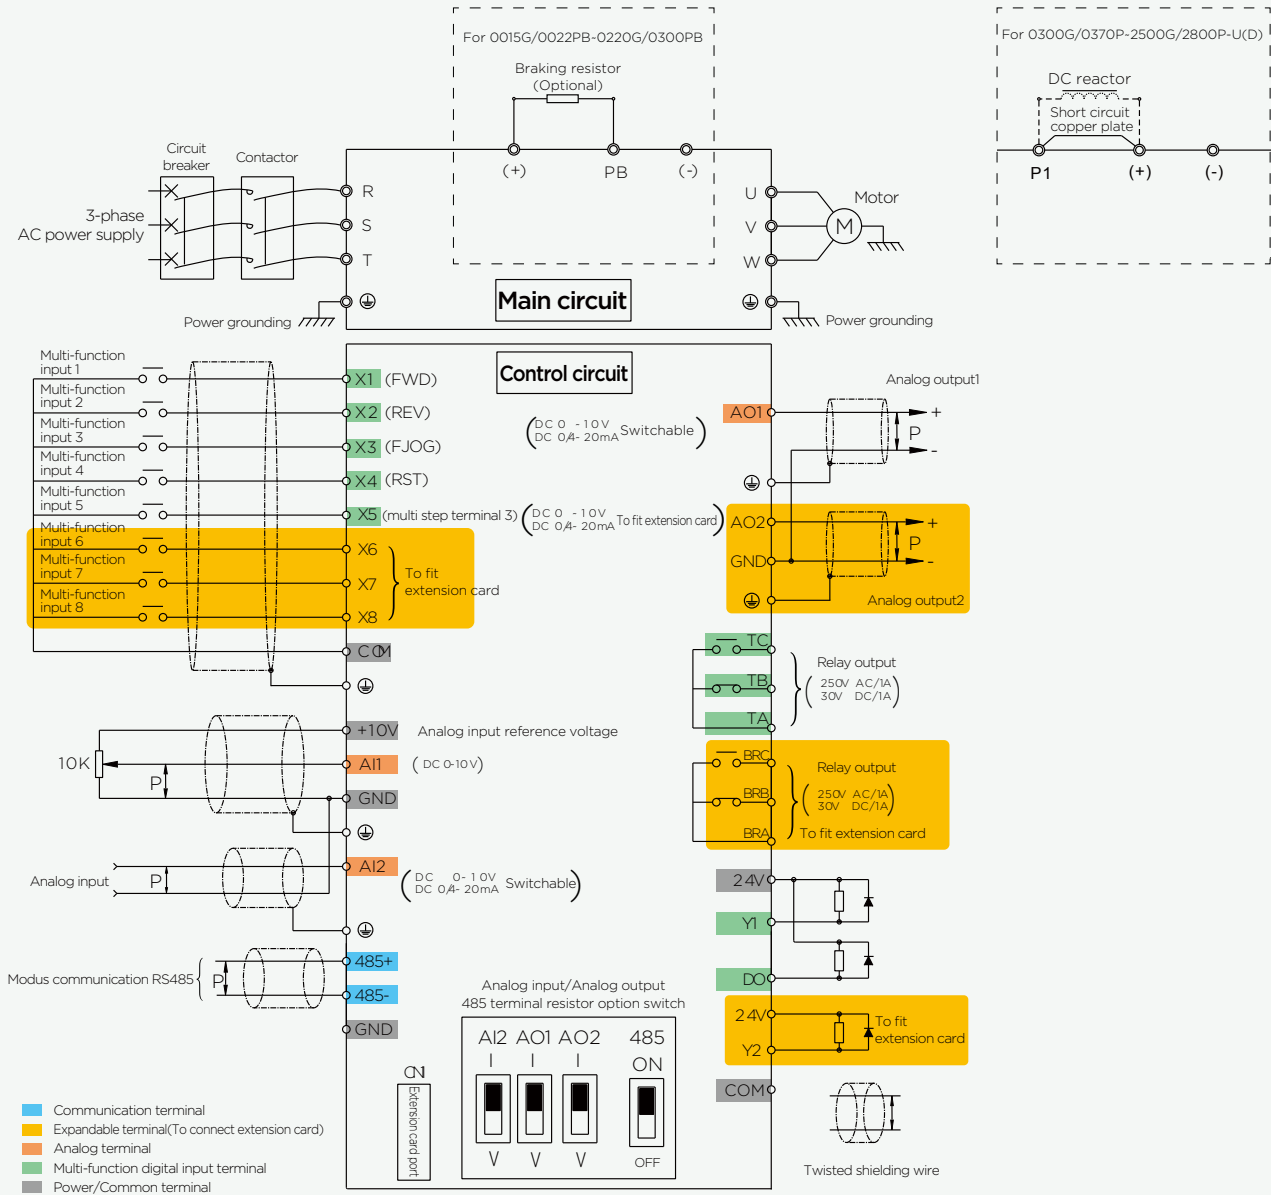 For 0015G/0022PB-0220G/0300PB
Braking resistor
(Optional)
(+)
PB
(-)
For 0300G/0370P-2500G/2800P-U(D)
DC reactor
Short circuit
copper plate
P1
(+)
(-)
Circuit
breaker
Contactor
3-phase
AC power supply
R
S
T
Power grounding
Main circuit
U
V
W
M
Motor
Power grounding
Control circuit
Multi-function
input 1
Multi-function
input 2
Multi-function
input 3
Multi-function
input 4
Multi-function
input 5
Multi-function
input 6
Multi-function
input 7
Multi-function
input 8
X1 (FWD)
X2 (REV)
X3 (FJOG)
X4 (RST)
X5 (multi step terminal 3)
X6
X7
X8
To fit
extension card
COM
+10V
Analog input reference voltage
10K
P
AI1
(DC 0-10V)
GND
Analog input
P
AI2
DC 0-10V
DC 0/4-20mA
Switchable
Modus communication RS485
P
485+
485-
GND
Analog output1
AO1
DC 0 -10V
DC 0/4-20mA
Switchable
+
P
-
DC 0 -10V
DC 0/4-20mA
To fit extension card
AO2
GND
+
P
-
Analog output2
TC
TB
TA
Relay output
250V AC/1A
30V DC/1A
BRC
BRB
BRA
Relay output
250V AC/1A
30V DC/1A
To fit extension card
24V
Y1
DO
24V
Y2
To fit
extension card
COM
Twisted shielding wire
Analog input/Analog output
485 terminal resistor option switch
AI2 AO1 AO2 485
I I I ON
V V V OFF
CN1
Extension card port
Communication terminal
Expandable terminal(To connect extension card)
Analog terminal
Multi-function digital input terminal
Power/Common terminal